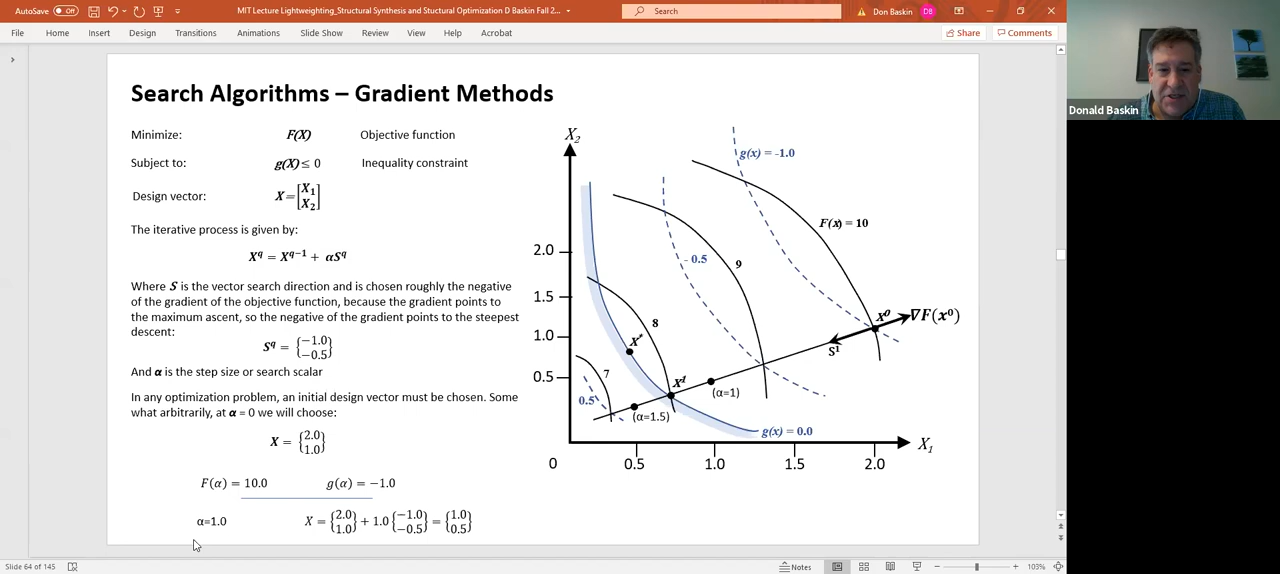 AutoSave Off
MIT Lecture Lightweighting_Structural Synthesis and Stuctural Optimization D Baskin Fall 2...
Search
Don Baskin DB
File Home Insert Design Transitions Animations Slide Show Review View Help Acrobat
Share Comments
Donald Baskin
Search Algorithms – Gradient Methods
Minimize: F(X) Objective function
Subject to: g(X) ≤ 0 Inequality constraint
Design vector: X = [X₁ X₂]
The iterative process is given by:
X^q = X^(q−1) + αS^q
Where S is the vector search direction and is chosen roughly the negative
of the gradient of the objective function, because the gradient points to
the maximum ascent, so the negative of the gradient points to the steepest
descent:
S^q = {−1.0 −0.5}
And α is the step size or search scalar
In any optimization problem, an initial design vector must be chosen. Some
what arbitrarily, at α = 0 we will choose:
X = {2.0 1.0}
F(α) = 10.0 g(α) = −1.0
α=1.0 X = {2.0 1.0} + 1.0 {−1.0 −0.5} = {1.0 0.5}
X₂
g(x) = -1.0
F(x) = 10
- 0.5
9
2.0
1.5
1.0
0.5
8
7
0.5
X*
X¹
X⁰
∇F(x⁰)
S¹
(α=1)
(α=1.5)
g(x) = 0.0
X₁
0 0.5 1.0 1.5 2.0
Slide 64 of 145
Notes
103%